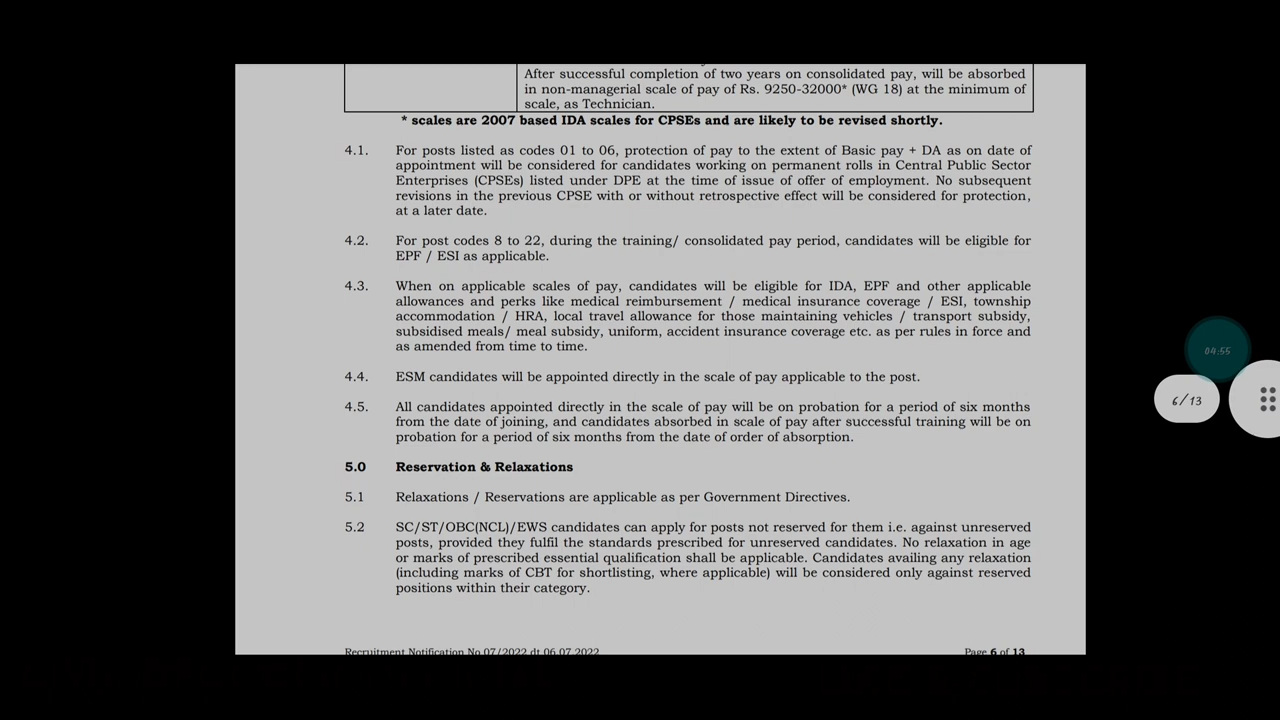 After successful completion of two years on consolidated pay, will be absorbed
in non-managerial scale of pay of Rs. 9250-32000* (WG 18) at the minimum of
scale, as Technician.
* scales are 2007 based IDA scales for CPSEs and are likely to be revised shortly.
4.1. For posts listed as codes 01 to 06, protection of pay to the extent of Basic pay + DA as on date of
appointment will be considered for candidates working on permanent rolls in Central Public Sector
Enterprises (CPSEs) listed under DPE at the time of issue of offer of employment. No subsequent
revisions in the previous CPSE with or without retrospective effect will be considered for protection,
at a later date.
4.2. For post codes 8 to 22, during the training/ consolidated pay period, candidates will be eligible for
EPF / ESI as applicable.
4.3. When on applicable scales of pay, candidates will be eligible for IDA, EPF and other applicable
allowances and perks like medical reimbursement / medical insurance coverage / ESI, township
accommodation / HRA, local travel allowance for those maintaining vehicles / transport subsidy,
subsidised meals/ meal subsidy, uniform, accident insurance coverage etc. as per rules in force and
as amended from time to time.
4.4. ESM candidates will be appointed directly in the scale of pay applicable to the post.
4.5. All candidates appointed directly in the scale of pay will be on probation for a period of six months
from the date of joining, and candidates absorbed in scale of pay after successful training will be on
probation for a period of six months from the date of order of absorption.
5.0 Reservation & Relaxations
5.1 Relaxations / Reservations are applicable as per Government Directives.
5.2 SC/ST/OBC(NCL)/EWS candidates can apply for posts not reserved for them i.e. against unreserved
posts, provided they fulfil the standards prescribed for unreserved candidates. No relaxation in age
or marks of prescribed essential qualification shall be applicable. Candidates availing any relaxation
(including marks of CBT for shortlisting, where applicable) will be considered only against reserved
positions within their category.
Recruitment Notification No.07/2022 dt 06.07.2022 Page 6 of 13
04:55
6/13